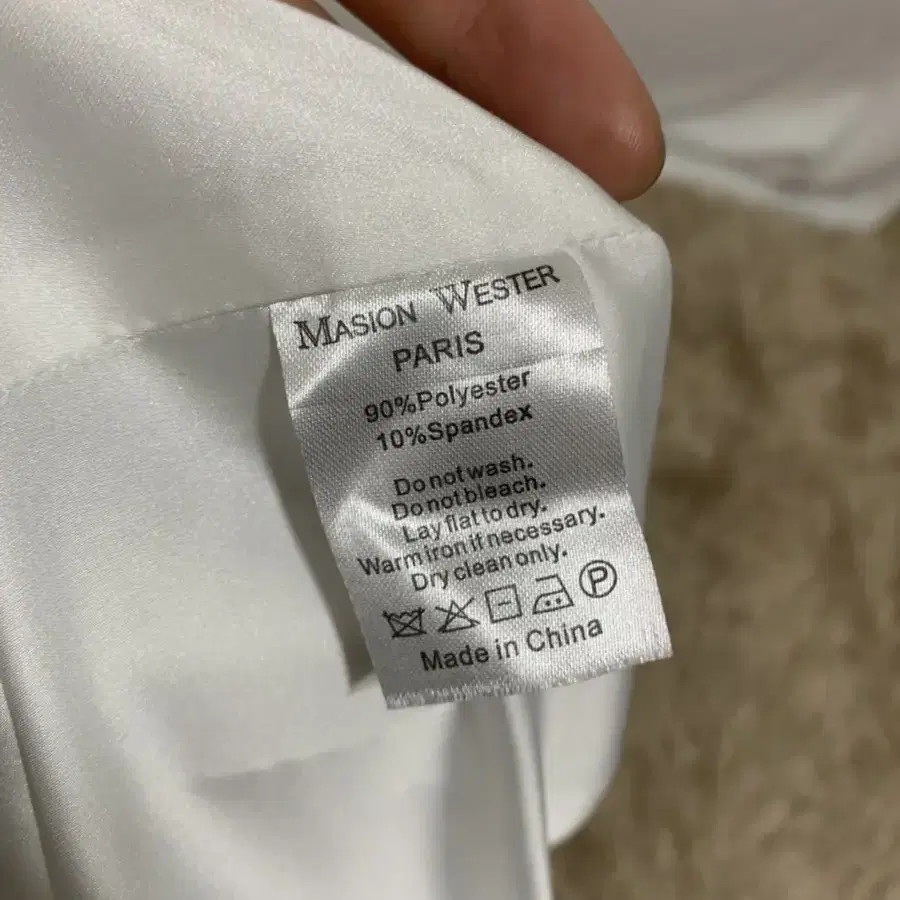 MASION WESTER
PARIS
90%Polyester
10%Spandex
Do not wash.
Do not bleach.
Lay flat to dry.
Warm iron if necessary.
Dry clean only.
P
Made in China